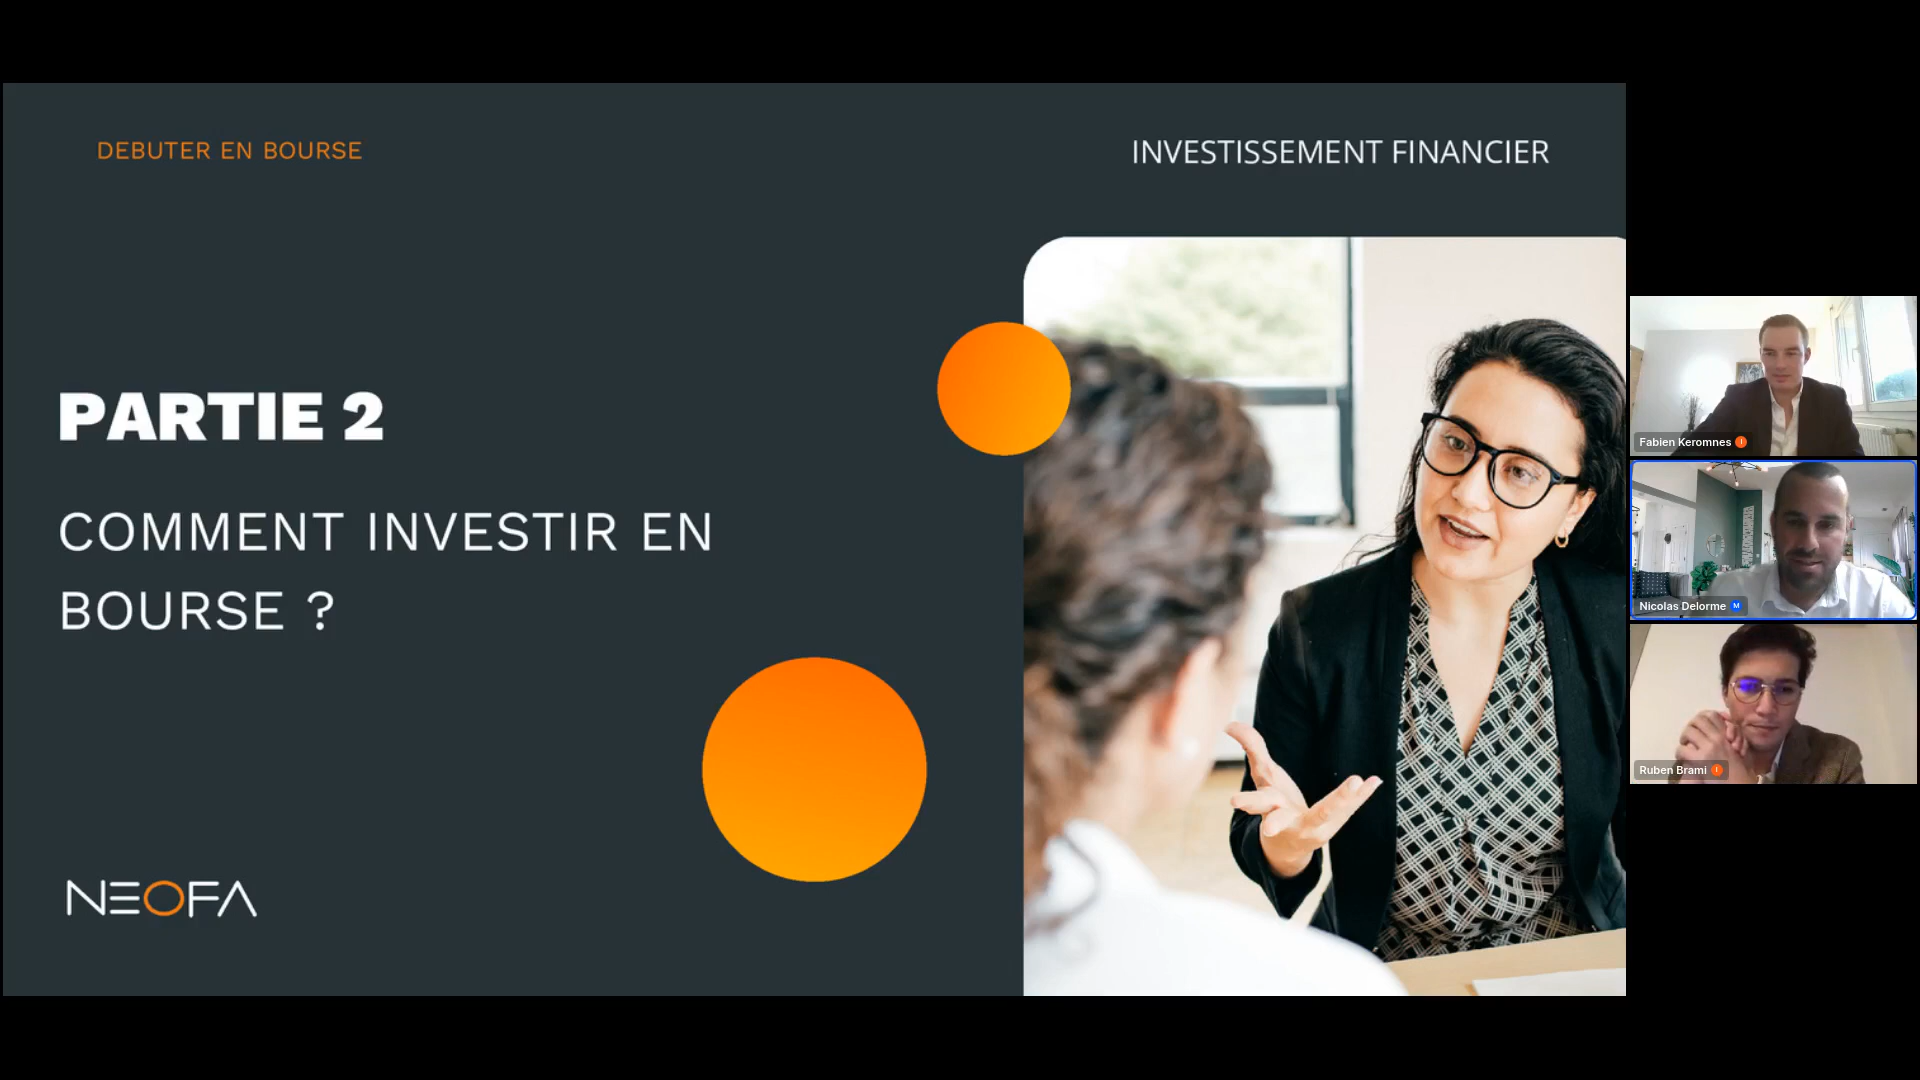 DEBUTER EN BOURSE
INVESTISSEMENT FINANCIER
PARTIE 2
COMMENT INVESTIR EN
BOURSE ?
NEOFA
Fabien Keromnes I
Nicolas Delorme M
Ruben Brami I